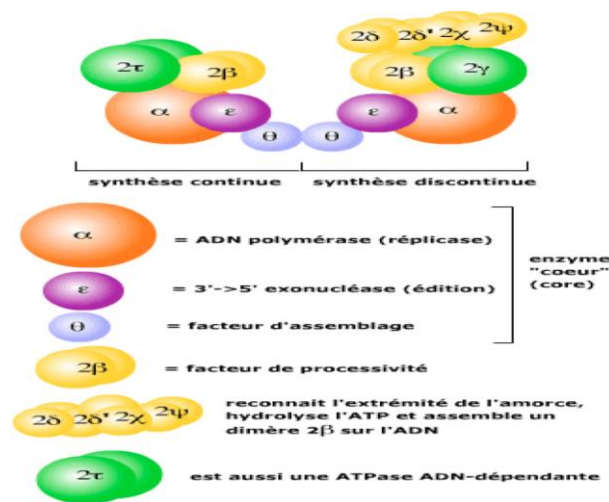 2δ 2δ' 2χ 2ψ
2τ 2β 2β 2γ
α ε ε α
θ θ
synthèse continue synthèse discontinue
α = ADN polymérase (réplicase)
enzyme
"coeur"
(core)
ε = 3'->5' exonucléase (édition)
θ = facteur d'assemblage
2β = facteur de processivité
2δ 2δ' 2χ 2ψ reconnait l'extrémité de l'amorce,
hydrolyse l'ATP et assemble un
dimère 2β sur l'ADN
2τ est aussi une ATPase ADN-dépendante